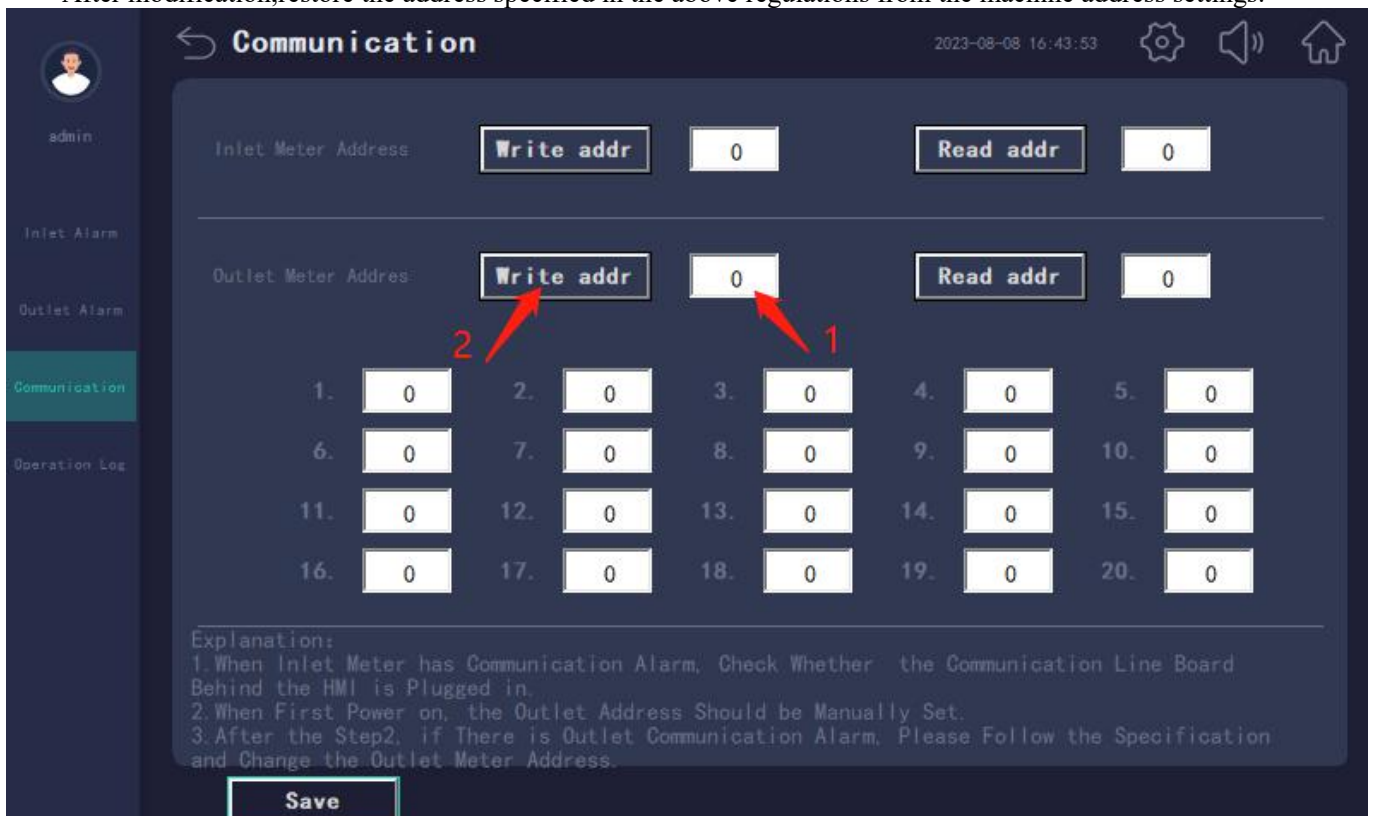 After modification,restore the address specified in the above regulations from the machine address settings.
Communication
2023-08-08 16:43:53
admin
Inlet Alarm
Outlet Alarm
Communication
Operation Log
Inlet Meter Address Write addr 0 Read addr 0
Outlet Meter Addres Write addr 0 Read addr 0
2 1
1. 0 2. 0 3. 0 4. 0 5. 0
6. 0 7. 0 8. 0 9. 0 10. 0
11. 0 12. 0 13. 0 14. 0 15. 0
16. 0 17. 0 18. 0 19. 0 20. 0
Explanation:
1.When Inlet Meter has Communication Alarm, Check Whether the Communication Line Board
Behind the HMI is Plugged in.
2.When First Power on, the Outlet Address Should be Manually Set.
3.After the Step2, if There is Outlet Communication Alarm, Please Follow the Specification
and Change the Outlet Meter Address.
Save